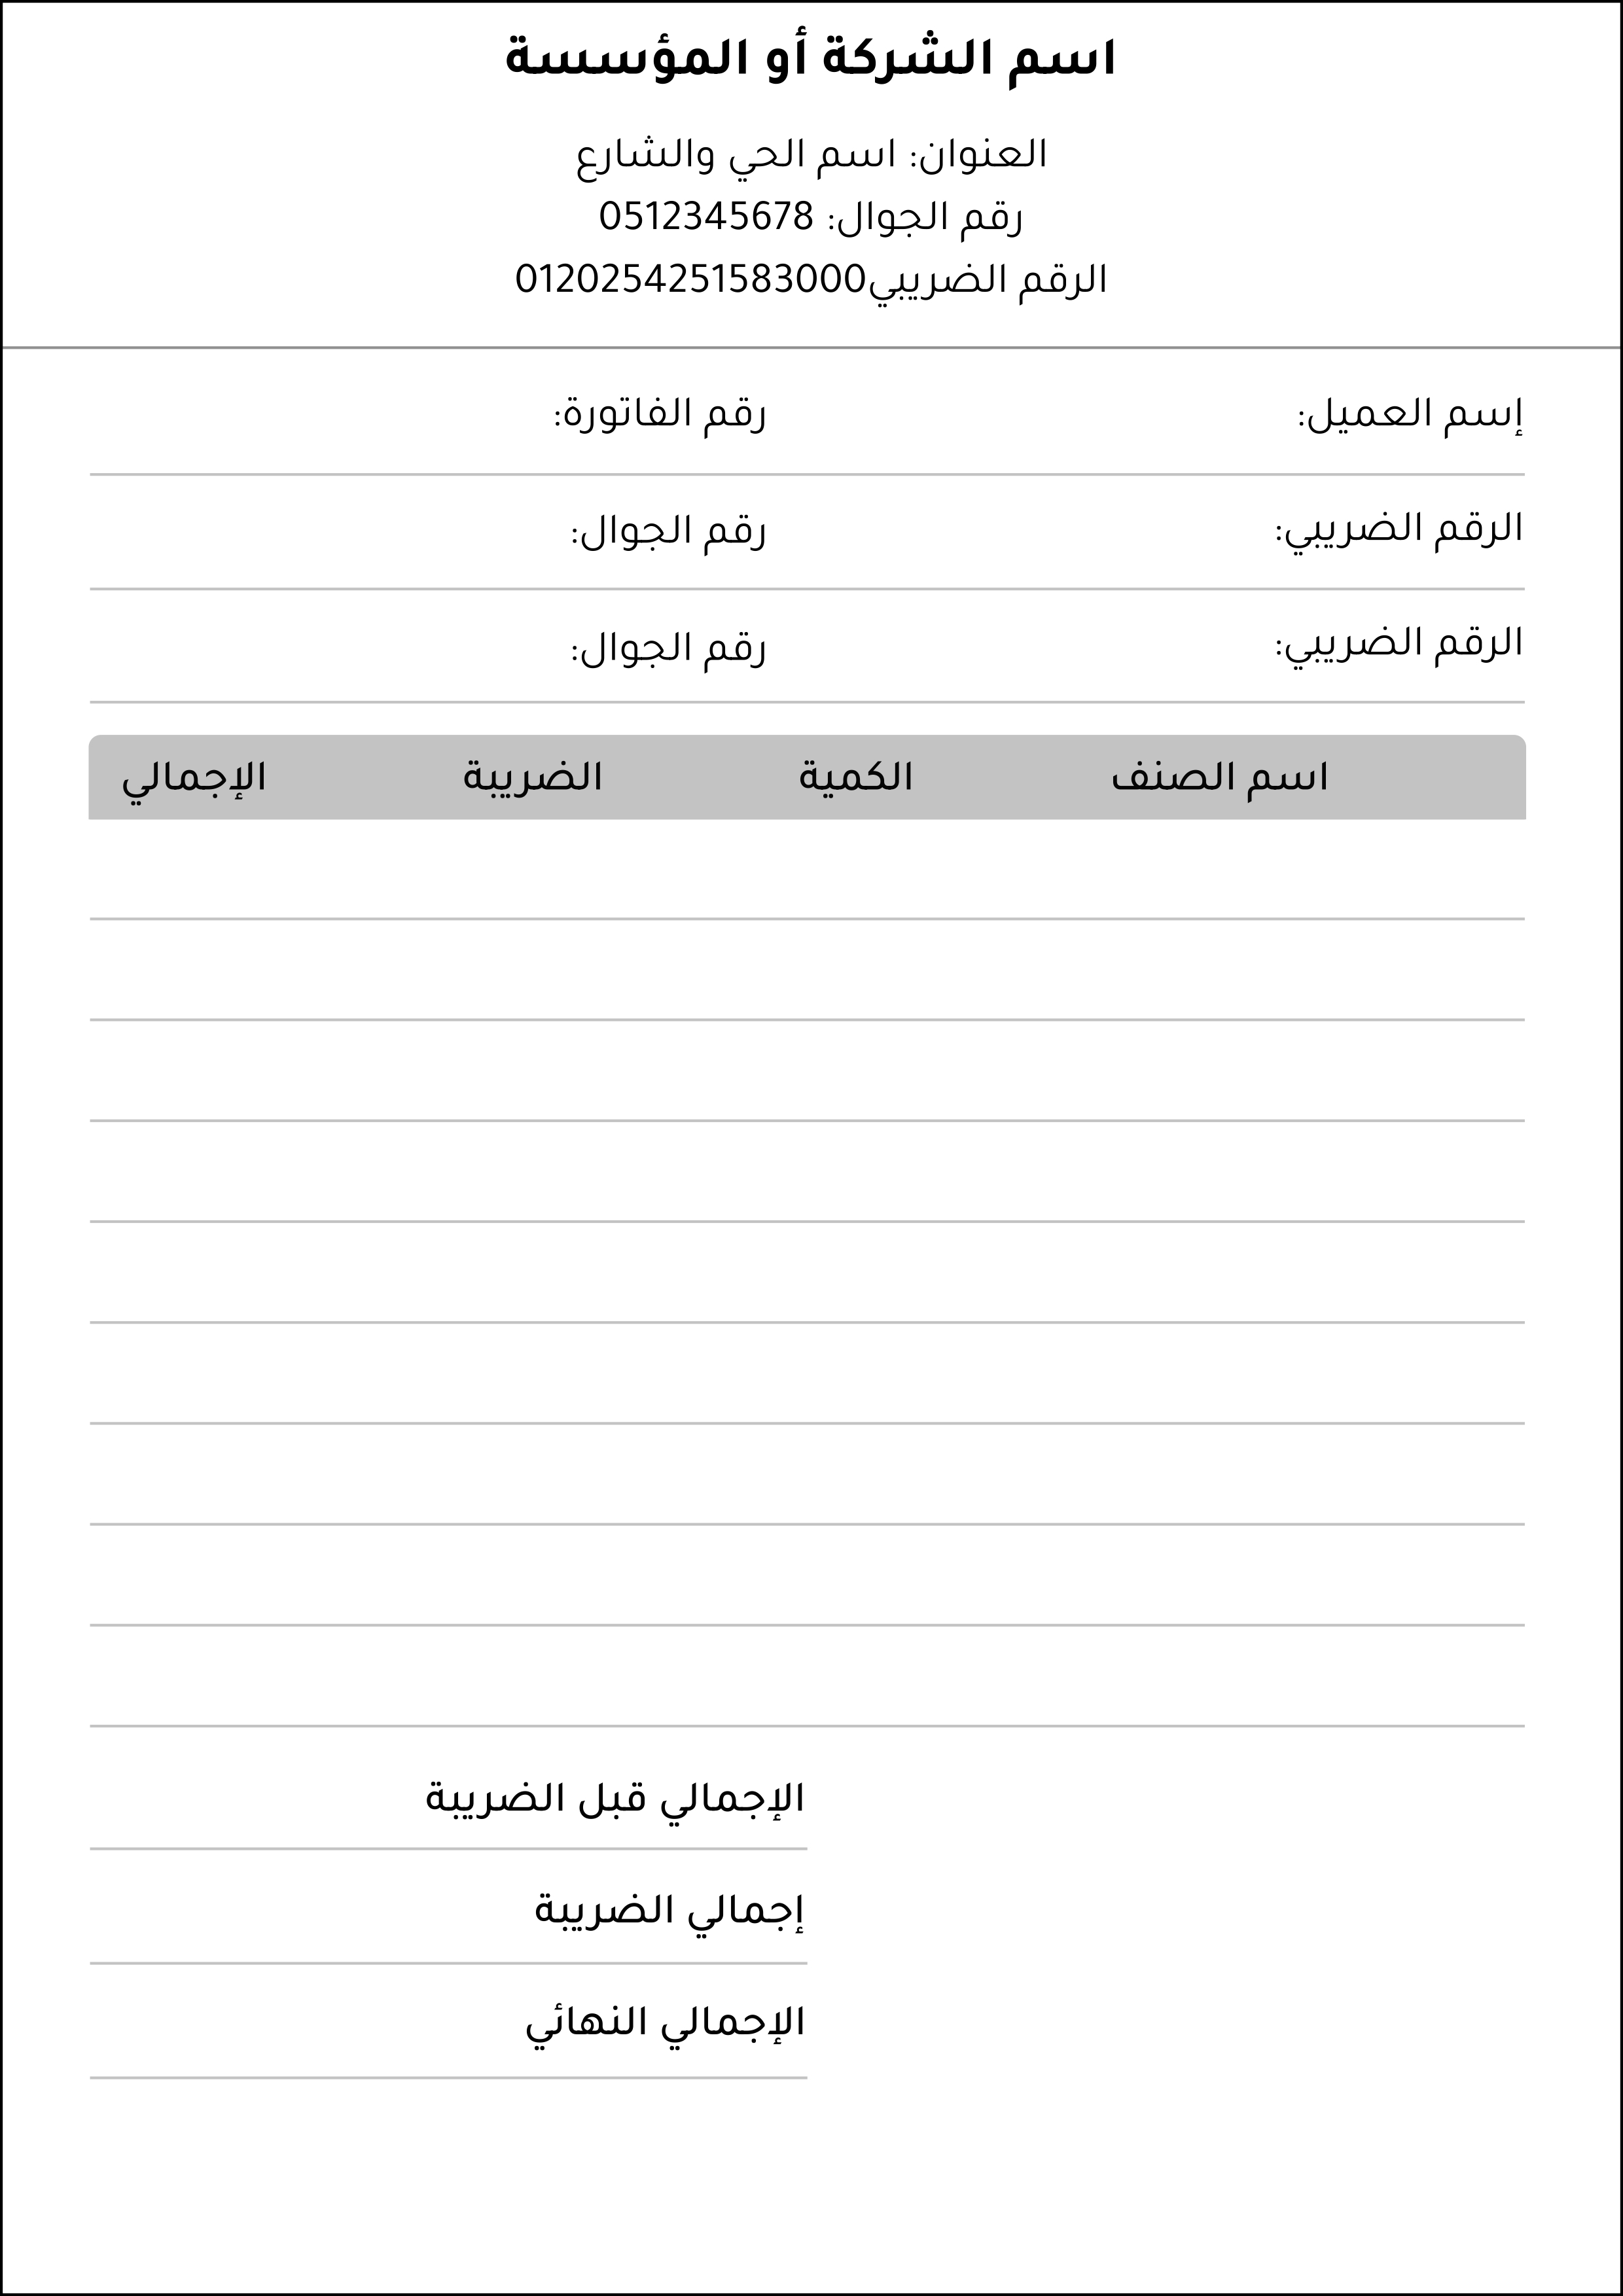 اسم الشركة أو المؤسسة
العنوان: اسم الحي والشارع
رقم الجوال: 0512345678
الرقم الضريبي0120254251583000
إسم العميل: رقم الفاتورة:
الرقم الضريبي: رقم الجوال:
الرقم الضريبي: رقم الجوال:
اسم الصنف الكمية الضريبة الإجمالي
الإجمالي قبل الضريبة
إجمالي الضريبة
الإجمالي النهائي